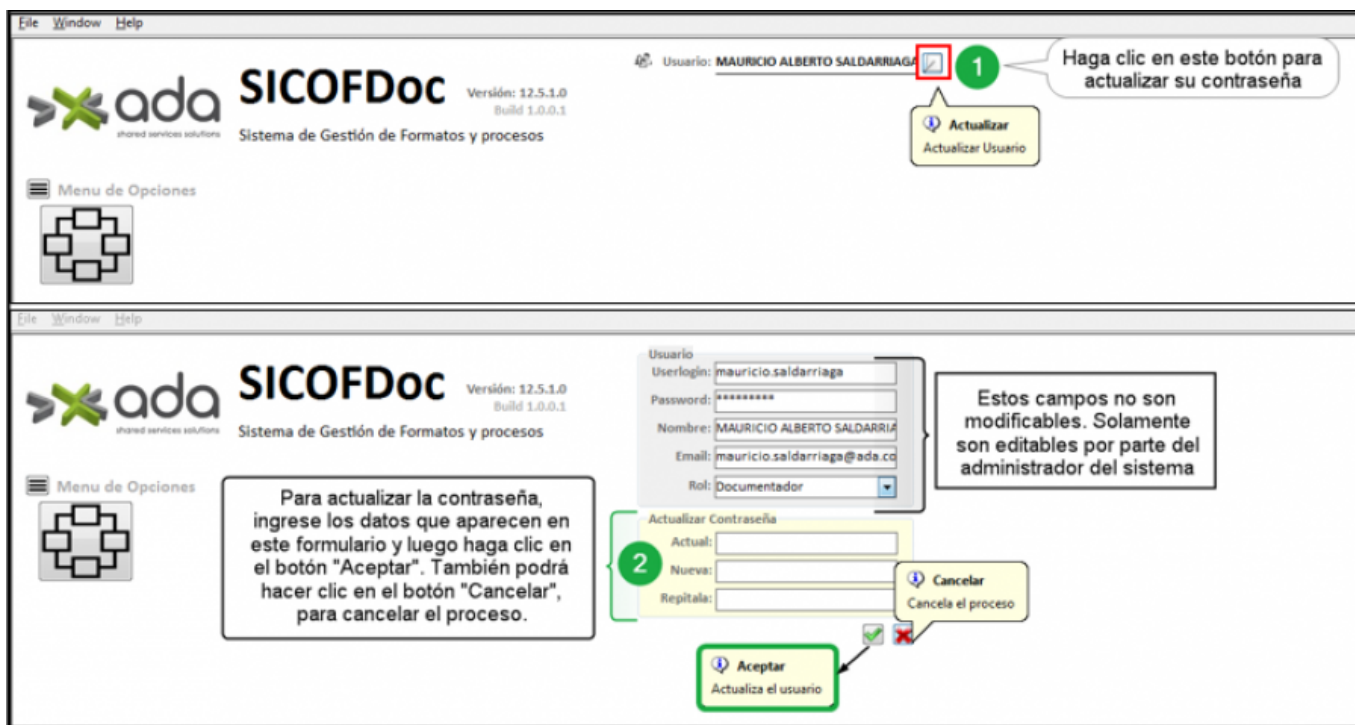 File Window Help
Usuario: MAURICIO ALBERTO SALDARRIAGA
1
Haga clic en este botón para
actualizar su contraseña
ada
shared services solutions
SICOFDoc
Versión: 12.5.1.0
Build 1.0.0.1
Sistema de Gestión de Formatos y procesos
Actualizar
Actualizar Usuario
Menu de Opciones
File Window Help
ada
shared services solutions
SICOFDoc
Versión: 12.5.1.0
Build 1.0.0.1
Sistema de Gestión de Formatos y procesos
Usuario
Userlogin: mauricio.saldarriaga
Password: *********
Nombre: MAURICIO ALBERTO SALDARRIA
Email: mauricio.saldarriaga@ada.co
Rol: Documentador
Estos campos no son
modificables. Solamente
son editables por parte del
administrador del sistema
Menu de Opciones
Para actualizar la contraseña,
ingrese los datos que aparecen en
este formulario y luego haga clic en
el botón "Aceptar". También podrá
hacer clic en el botón "Cancelar",
para cancelar el proceso.
2
Actualizar Contraseña
Actual:
Nueva:
Repitala:
Cancelar
Cancela el proceso
Aceptar
Actualiza el usuario